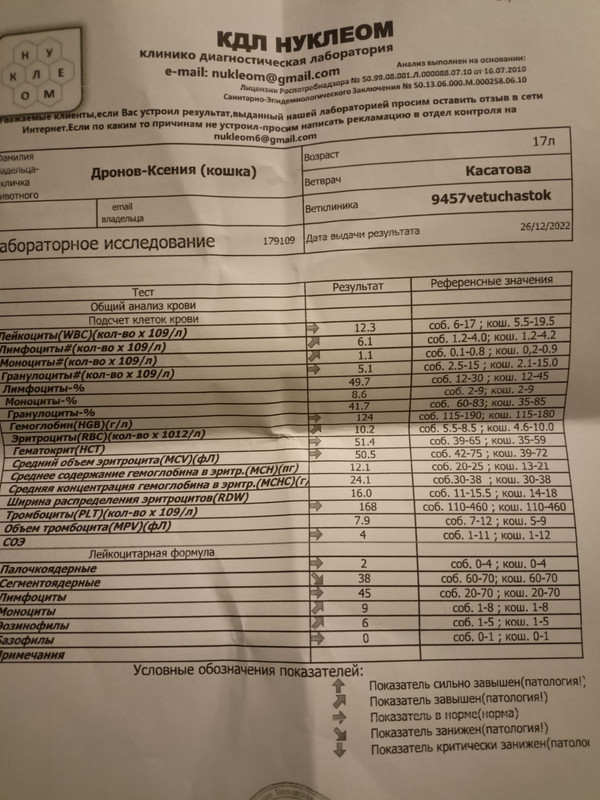 Н У
К Л Е
О М
КДЛ НУКЛЕОМ
клинико диагностическая лаборатория
e-mail: nukleom@gmail.com
Анализ выполнен на основании:
Лицензии Роспотребнадзора № 50.99.08.001.Л.000088.07.10 от 16.07.2010
Санитарно-Эпидемнологического Заключения № 50.13.06.000.М.000258.06.10
Уважаемые клиенты,если Вас устроил результат,выданный нашей лабораторией просим оставить отзыв в сети
Интернет.Если по каким то причинам не устроил-просим написать рекламацию в отдел контроля на
nukleom6@gmail.com
фамилия
владельца-
кличка
животного
Дронов-Ксения (кошка)
Возраст 17л
Ветврач Касатова
email
владельца
Ветклиника 9457vetuchastok
лабораторное исследование 179109 Дата выдачи результата 26/12/2022
Тест Результат Референсные значения
Общий анализ крови
Подсчет клеток крови
Лейкоциты(WBC)(кол-во х 109/л) 12.3 соб. 6-17 ; кош. 5.5-19.5
Лимфоциты#(кол-во х 109/л) 6.1 соб. 1.2-4.0; кош. 1.2-4.2
Моноциты#(кол-во х 109/л) 1.1 соб. 0.1-0.8 ; кош. 0,2-0.9
Гранулоциты#(кол-во х 109/л) 5.1 соб. 2.5-15 ; кош. 2.1-15.0
Лимфоциты-% 49.7 соб. 12-30 ; кош. 12-45
Моноциты-% 8.6 соб. 2-9; кош. 2-9
Гранулоциты-% 41.7 соб. 60-83; кош. 35-85
Гемоглобин(HGB)(г/л) 124 соб. 115-190; кош. 115-180
Эритроциты(RBC)(кол-во х 1012/л) 10.2 соб. 5.5-8.5 ; кош. 4.6-10.0
Гематокрит(HCT) 51.4 соб. 39-65 ; кош. 35-59
Средний объем эритроцита(MCV)(фЛ) 50.5 соб. 42-75 ; кош. 39-72
Среднее содержание гемоглобина в эритр.(MCH)(пг) 12.1 соб. 20-25 ; кош. 13-21
Средняя концентрация гемоглобина в эритр.(MCHC)(г/ 24.1 соб.30-38 ; кош. 30-38
Ширина распределения эритроцитов(RDW) 16.0 соб. 11-15.5 ; кош. 14-18
Тромбоциты(PLT)(кол-во х 109/л) 168 соб. 110-460 ; кош. 110-460
Объем тромбоцита(MPV)(фЛ) 7.9 соб. 7-12 ; кош. 5-9
СОЭ 4 соб. 1-11 ; кош. 1-12
Лейкоцитарная формула
Палочкоядерные 2 соб. 0-4 ; кош. 0-4
Сегментоядерные 38 соб. 60-70; кош. 60-70
Лимфоциты 45 соб. 20-70 ; кош. 20-70
Моноциты 9 соб. 1-8 ; кош. 1-8
Эозинофилы 6 соб. 1-5 ; кош. 1-5
Базофилы 0 соб. 0-1 ; кош. 0-1
Примечания
Условные обозначения показателей:
Показатель сильно завышен(патология!)
Показатель завышен(патология!)
Показатель в норме(норма)
Показатель занижен(патология!)
Показатель критически занижен(патолог